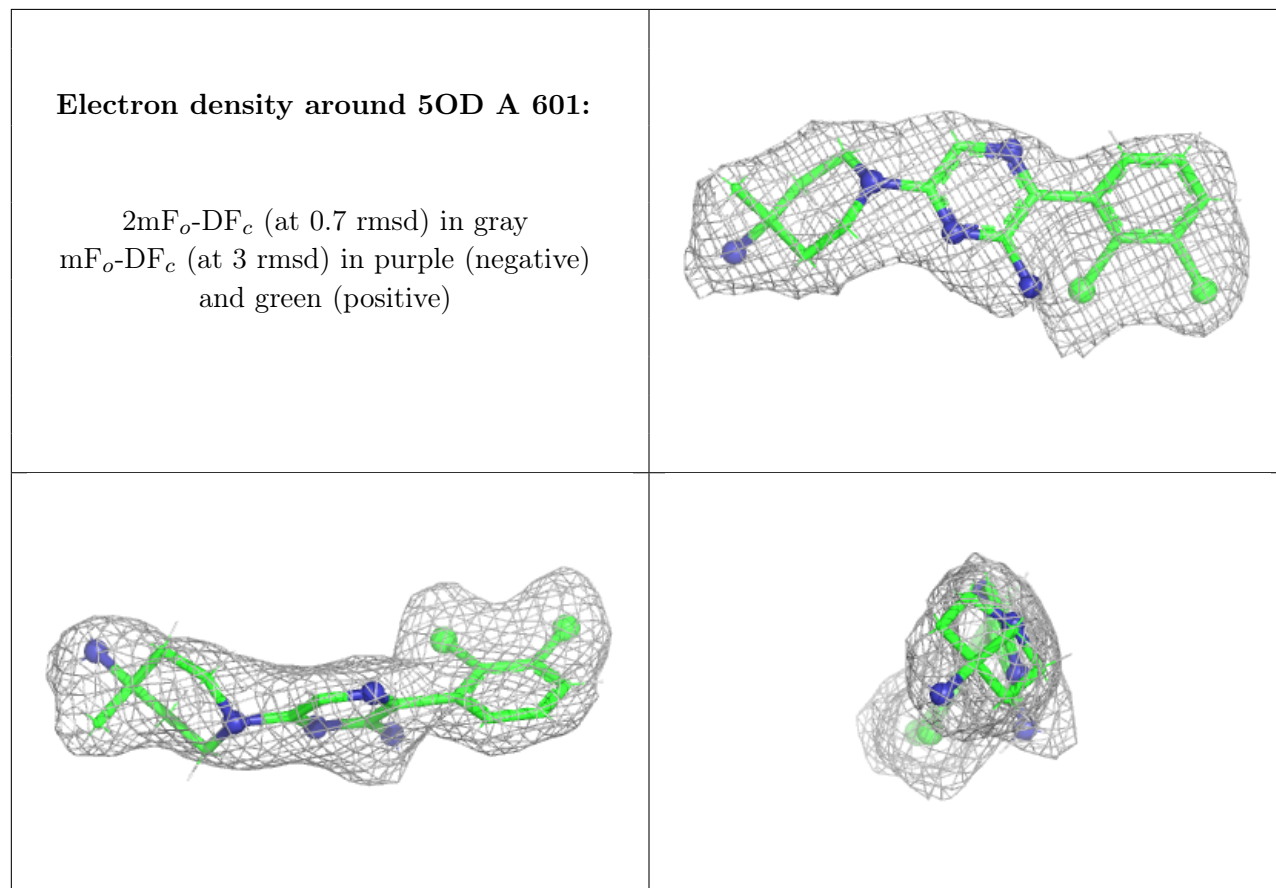 Electron density around 5OD A 601:
2mFo-DFc (at 0.7 rmsd) in gray
mFo-DFc (at 3 rmsd) in purple (negative)
and green (positive)